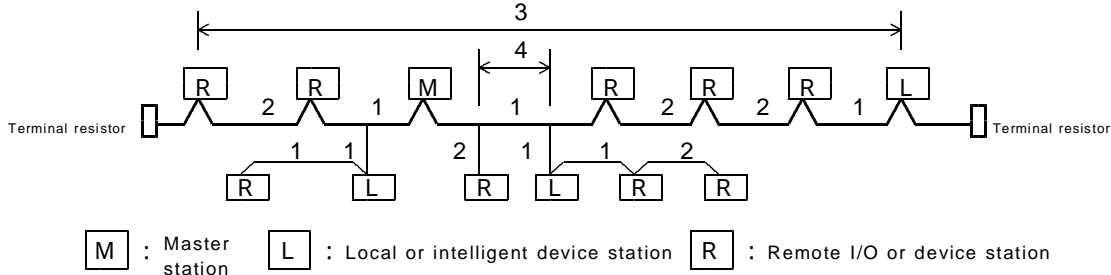 3
4
R R M R R R L
2 1 1 2 2 1
Terminal resistor Terminal resistor
1 1 2 1 1 2
R L R L R R
M : Master station L : Local or intelligent device station R : Remote I/O or device station